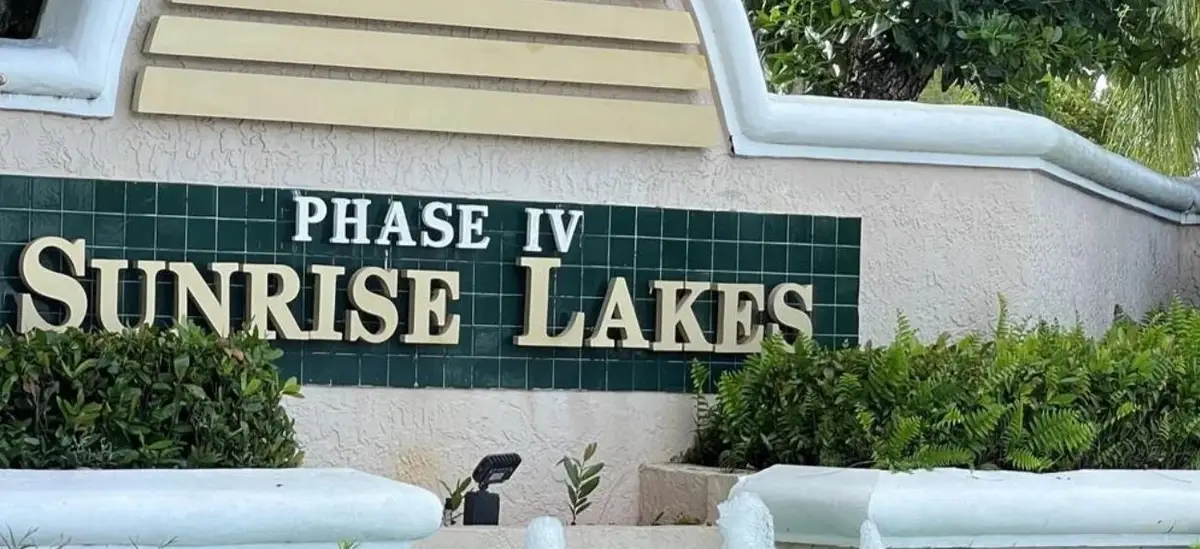 PHASE IV
SUNRISE LAKES